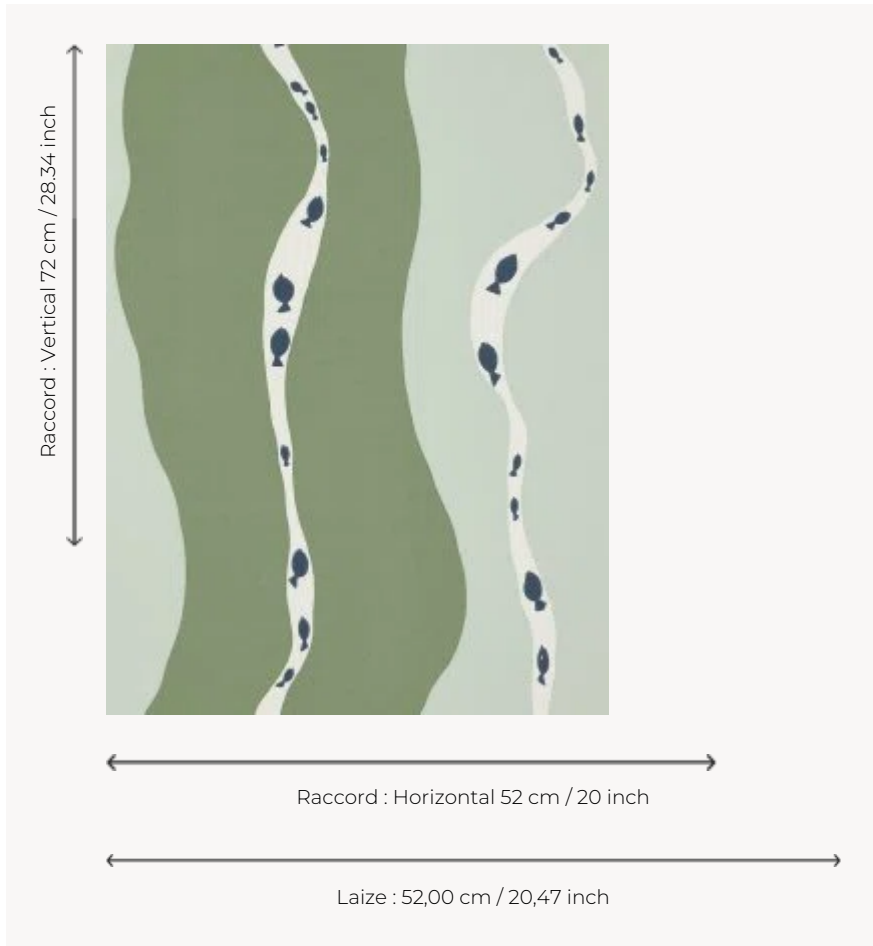 Raccord : Vertical 72 cm / 28.34 inch
Raccord : Horizontal 52 cm / 20 inch
Laize : 52,00 cm / 20,47 inch